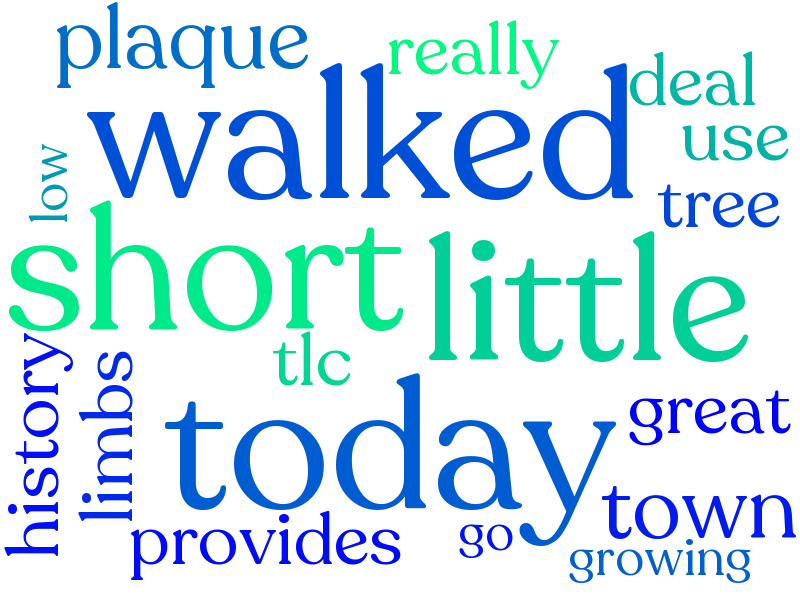 plaque
really
walked
deal
use
low
tree
short
little
tlc
history
limbs
today
great
town
provides
go
growing